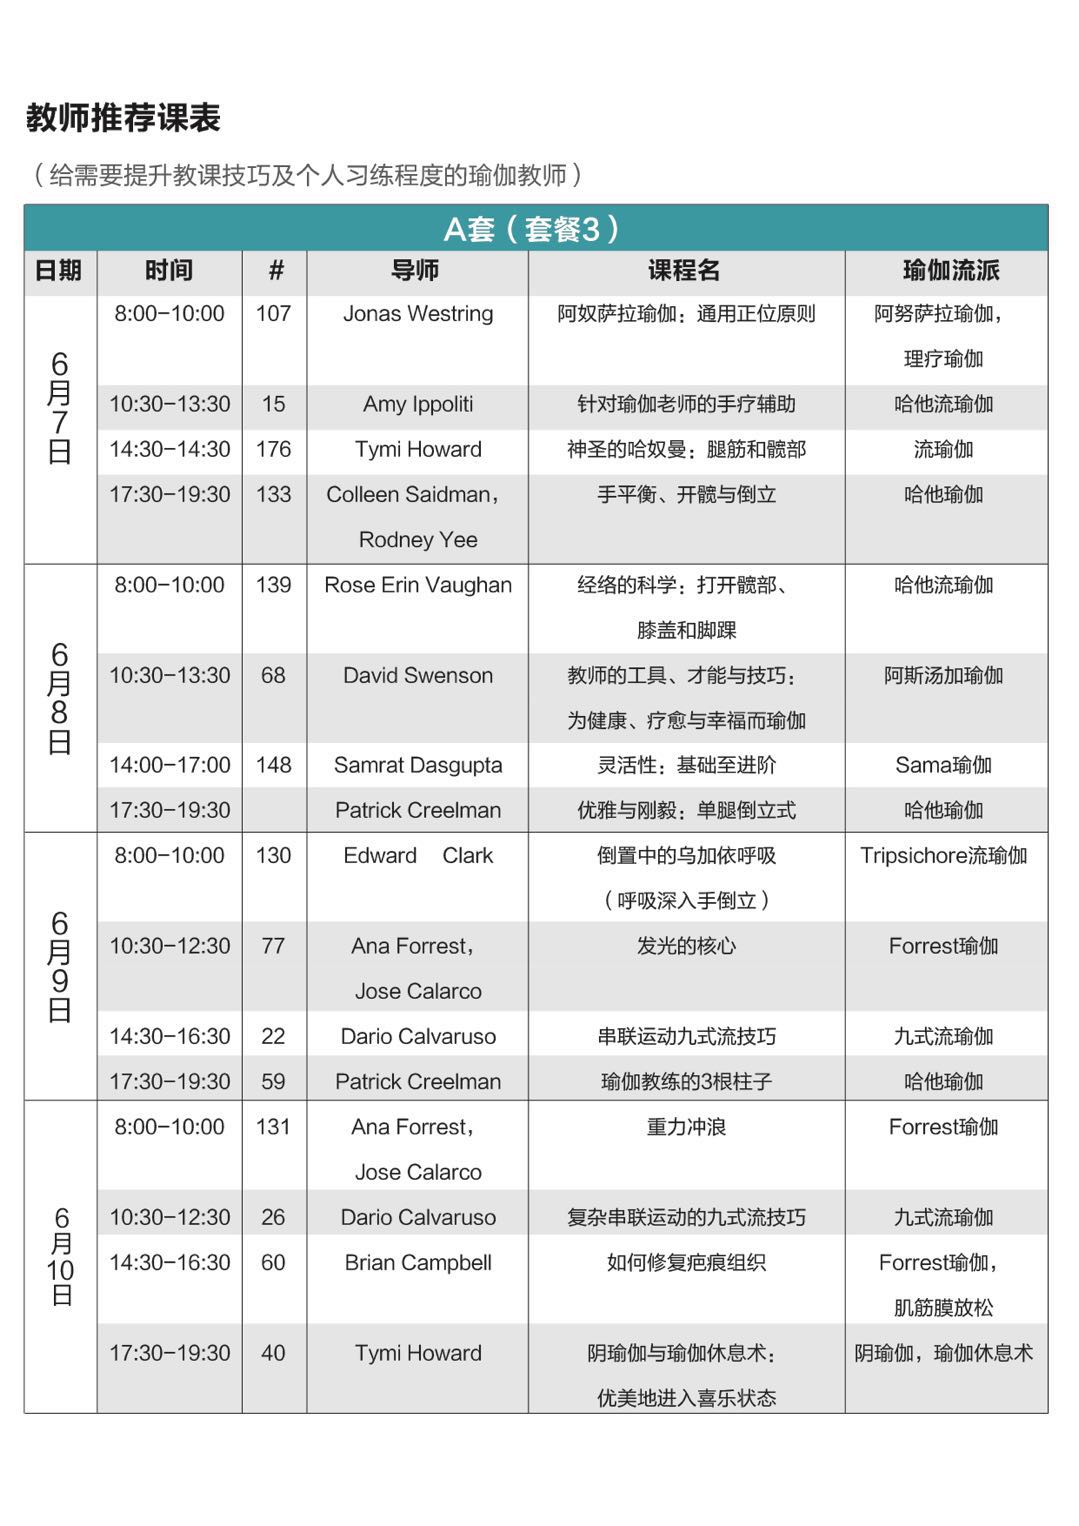 教师推荐课表
（给需要提升教课技巧及个人习练程度的瑜伽教师）
A套（套餐3）
日期 时间 # 导师 课程名 瑜伽流派
6月7日
8:00-10:00 107 Jonas Westring 阿奴萨拉瑜伽：通用正位原则 阿努萨拉瑜伽，
理疗瑜伽
10:30-13:30 15 Amy Ippoliti 针对瑜伽老师的手疗辅助 哈他流瑜伽
14:30-14:30 176 Tymi Howard 神圣的哈奴曼：腿筋和髋部 流瑜伽
17:30-19:30 133 Colleen Saidman， 手平衡、开髋与倒立 哈他瑜伽
Rodney Yee
6月8日
8:00-10:00 139 Rose Erin Vaughan 经络的科学：打开髋部、 哈他流瑜伽
膝盖和脚踝
10:30-13:30 68 David Swenson 教师的工具、才能与技巧： 阿斯汤加瑜伽
为健康、疗愈与幸福而瑜伽
14:00-17:00 148 Samrat Dasgupta 灵活性：基础至进阶 Sama瑜伽
17:30-19:30 Patrick Creelman 优雅与刚毅：单腿倒立式 哈他瑜伽
6月9日
8:00-10:00 130 Edward Clark 倒置中的乌加依呼吸 Tripsichore流瑜伽
（呼吸深入手倒立）
10:30-12:30 77 Ana Forrest， 发光的核心 Forrest瑜伽
Jose Calarco
14:30-16:30 22 Dario Calvaruso 串联运动九式流技巧 九式流瑜伽
17:30-19:30 59 Patrick Creelman 瑜伽教练的3根柱子 哈他瑜伽
6月10日
8:00-10:00 131 Ana Forrest， 重力冲浪 Forrest瑜伽
Jose Calarco
10:30-12:30 26 Dario Calvaruso 复杂串联运动的九式流技巧 九式流瑜伽
14:30-16:30 60 Brian Campbell 如何修复疤痕组织 Forrest瑜伽，
肌筋膜放松
17:30-19:30 40 Tymi Howard 阴瑜伽与瑜伽休息术： 阴瑜伽，瑜伽休息术
优美地进入喜乐状态